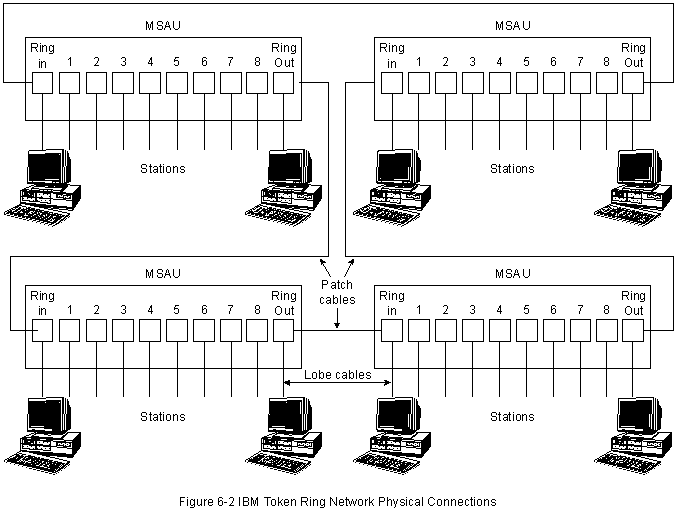 MSAU
MSAU
Ring
in
1 2 3 4 5 6 7 8
Ring
Out
Ring
in
1 2 3 4 5 6 7 8
Ring
Out
Stations
Stations
MSAU
Patch
cables
MSAU
Ring
in
1 2 3 4 5 6 7 8
Ring
Out
Ring
in
1 2 3 4 5 6 7 8
Ring
Out
Lobe cables
Stations
Stations
Figure 6-2 IBM Token Ring Network Physical Connections